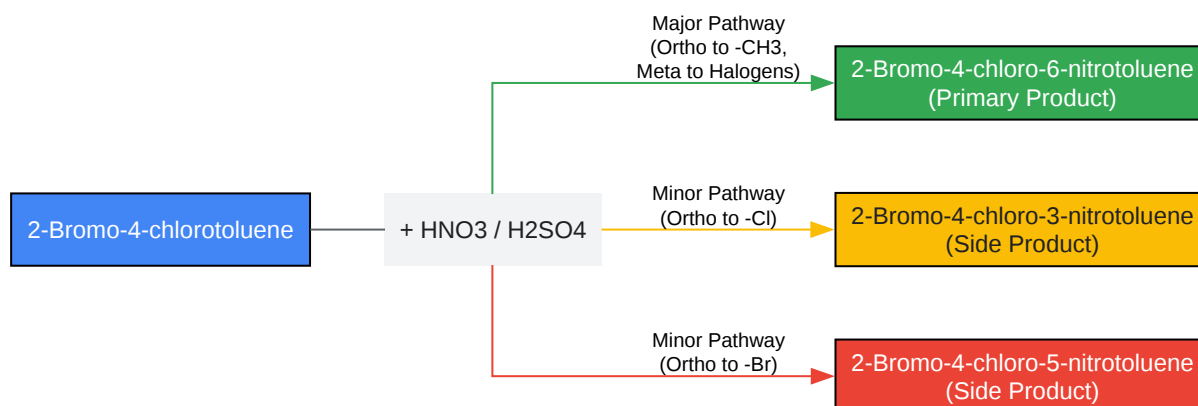 Major Pathway
(Ortho to -CH3,
Meta to Halogens)
2-Bromo-4-chloro-6-nitrotoluene
(Primary Product)
2-Bromo-4-chlorotoluene
+ HNO3 / H2SO4
Minor Pathway
(Ortho to -Cl)
2-Bromo-4-chloro-3-nitrotoluene
(Side Product)
Minor Pathway
(Ortho to -Br)
2-Bromo-4-chloro-5-nitrotoluene
(Side Product)